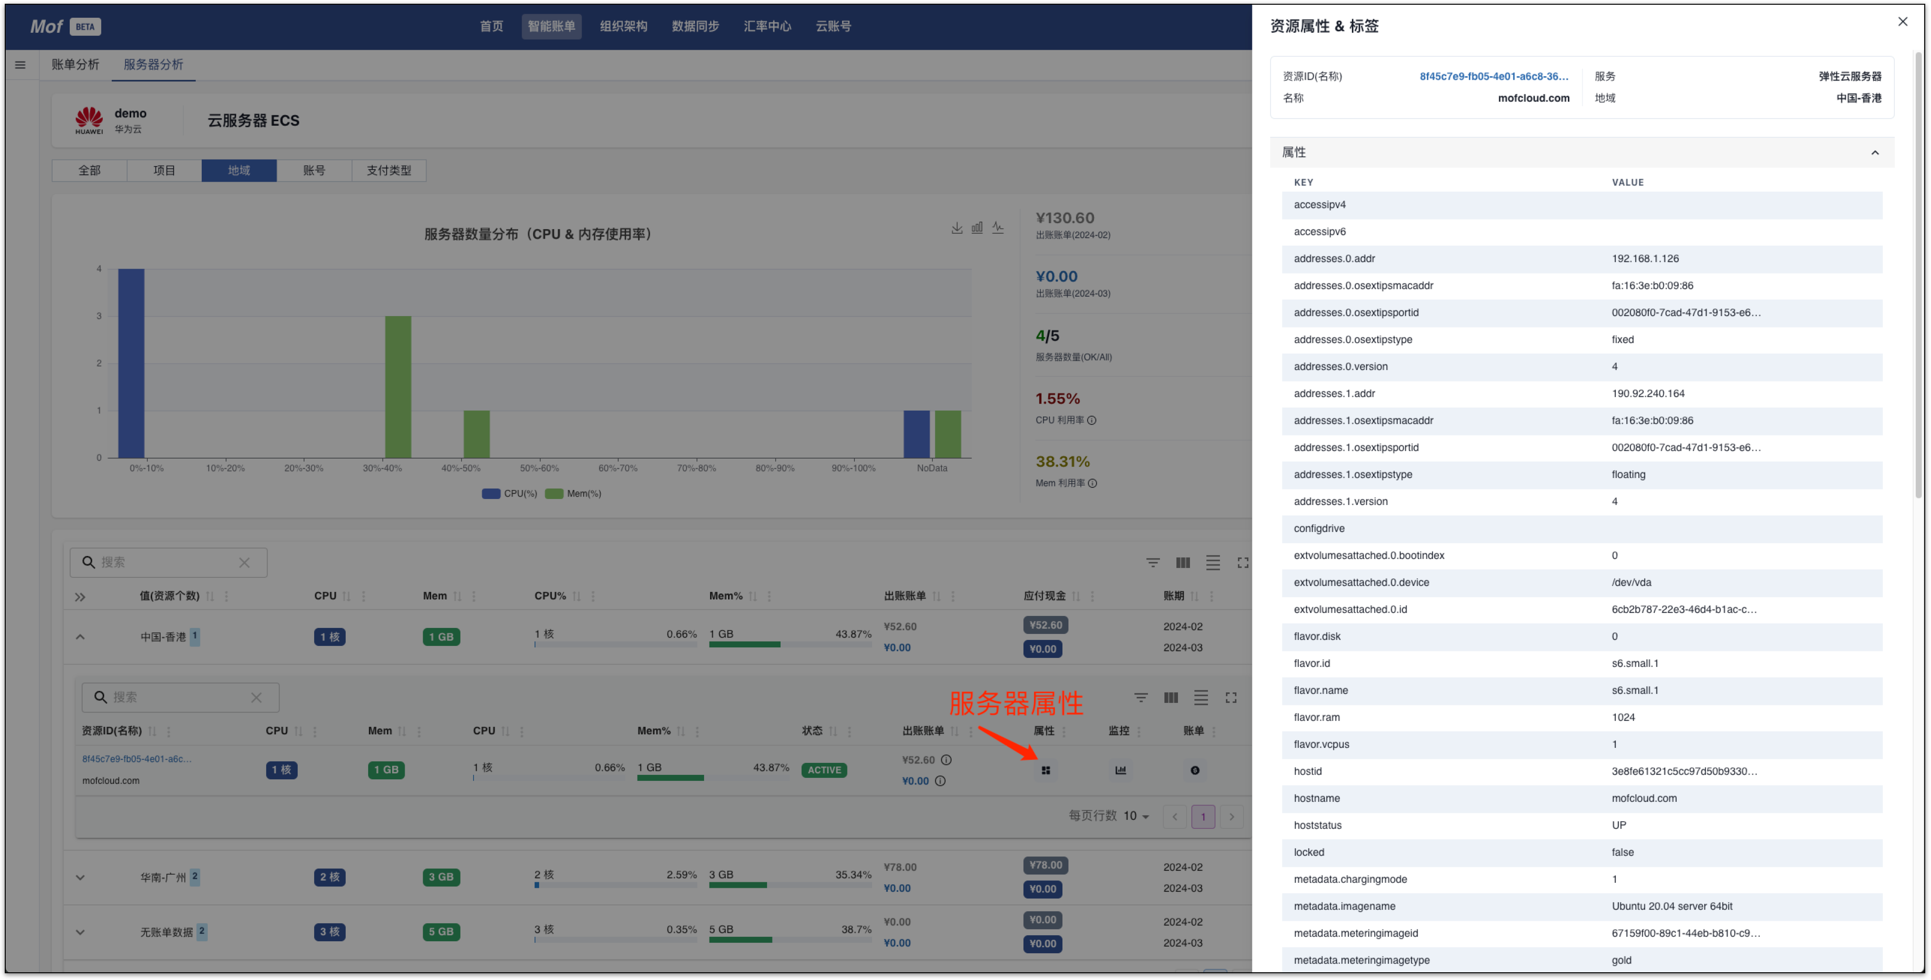 Mof BETA
首页 智能账单 组织架构 数据同步 汇率中心 云账号
账单分析 服务器分析
HUAWEI
demo
华为云
云服务器 ECS
全部 项目 地域 账号 支付类型
服务器数量分布（CPU & 内存使用率）
4
3
2
1
0
0%-10% 10%-20% 20%-30% 30%-40% 40%-50% 50%-60% 60%-70% 70%-80% 80%-90% 90%-100% NoData
CPU(%) Mem(%)
¥130.60
出账账单(2024-02)
¥0.00
出账账单(2024-03)
4/5
服务器数量(OK/All)
1.55%
CPU 利用率
38.31%
Mem 利用率
搜索
值(资源个数) CPU Mem CPU% Mem% 出账账单 应付现金 账期
中国-香港 1 1 核 1 GB 1 核 0.66% 1 GB 43.87% ¥52.60 ¥52.60 2024-02
¥0.00 ¥0.00 2024-03
搜索
服务器属性
资源ID(名称) CPU Mem CPU Mem% 状态 出账账单 属性 监控 账单
8f45c7e9-fb05-4e01-a6c... 1 核 1 GB 1 核 0.66% 1 GB 43.87% ACTIVE ¥52.60
mofcloud.com ¥0.00
每页行数 10 1
华南-广州 2 2 核 3 GB 2 核 2.59% 3 GB 35.34% ¥78.00 ¥78.00 2024-02
¥0.00 ¥0.00 2024-03
无账单数据 2 3 核 5 GB 3 核 0.35% 5 GB 38.7% ¥0.00 ¥0.00 2024-02
¥0.00 ¥0.00 2024-03
资源属性 & 标签
资源ID(名称) 8f45c7e9-fb05-4e01-a6c8-36... 服务 弹性云服务器
名称 mofcloud.com 地域 中国-香港
属性
KEY VALUE
accessipv4
accessipv6
addresses.0.addr 192.168.1.126
addresses.0.osextipsmacaddr fa:16:3e:b0:09:86
addresses.0.osextipsportid 002080f0-7cad-47d1-9153-e6...
addresses.0.osextipstype fixed
addresses.0.version 4
addresses.1.addr 190.92.240.164
addresses.1.osextipsmacaddr fa:16:3e:b0:09:86
addresses.1.osextipsportid 002080f0-7cad-47d1-9153-e6...
addresses.1.osextipstype floating
addresses.1.version 4
configdrive
extvolumesattached.0.bootindex 0
extvolumesattached.0.device /dev/vda
extvolumesattached.0.id 6cb2b787-22e3-46d4-b1ac-c...
flavor.disk 0
flavor.id s6.small.1
flavor.name s6.small.1
flavor.ram 1024
flavor.vcpus 1
hostid 3e8fe61321c5cc97d50b9330...
hostname mofcloud.com
hoststatus UP
locked false
metadata.chargingmode 1
metadata.imagename Ubuntu 20.04 server 64bit
metadata.meteringimageid 67159f00-89c1-44eb-b810-c9...
metadata.meteringimagetype gold